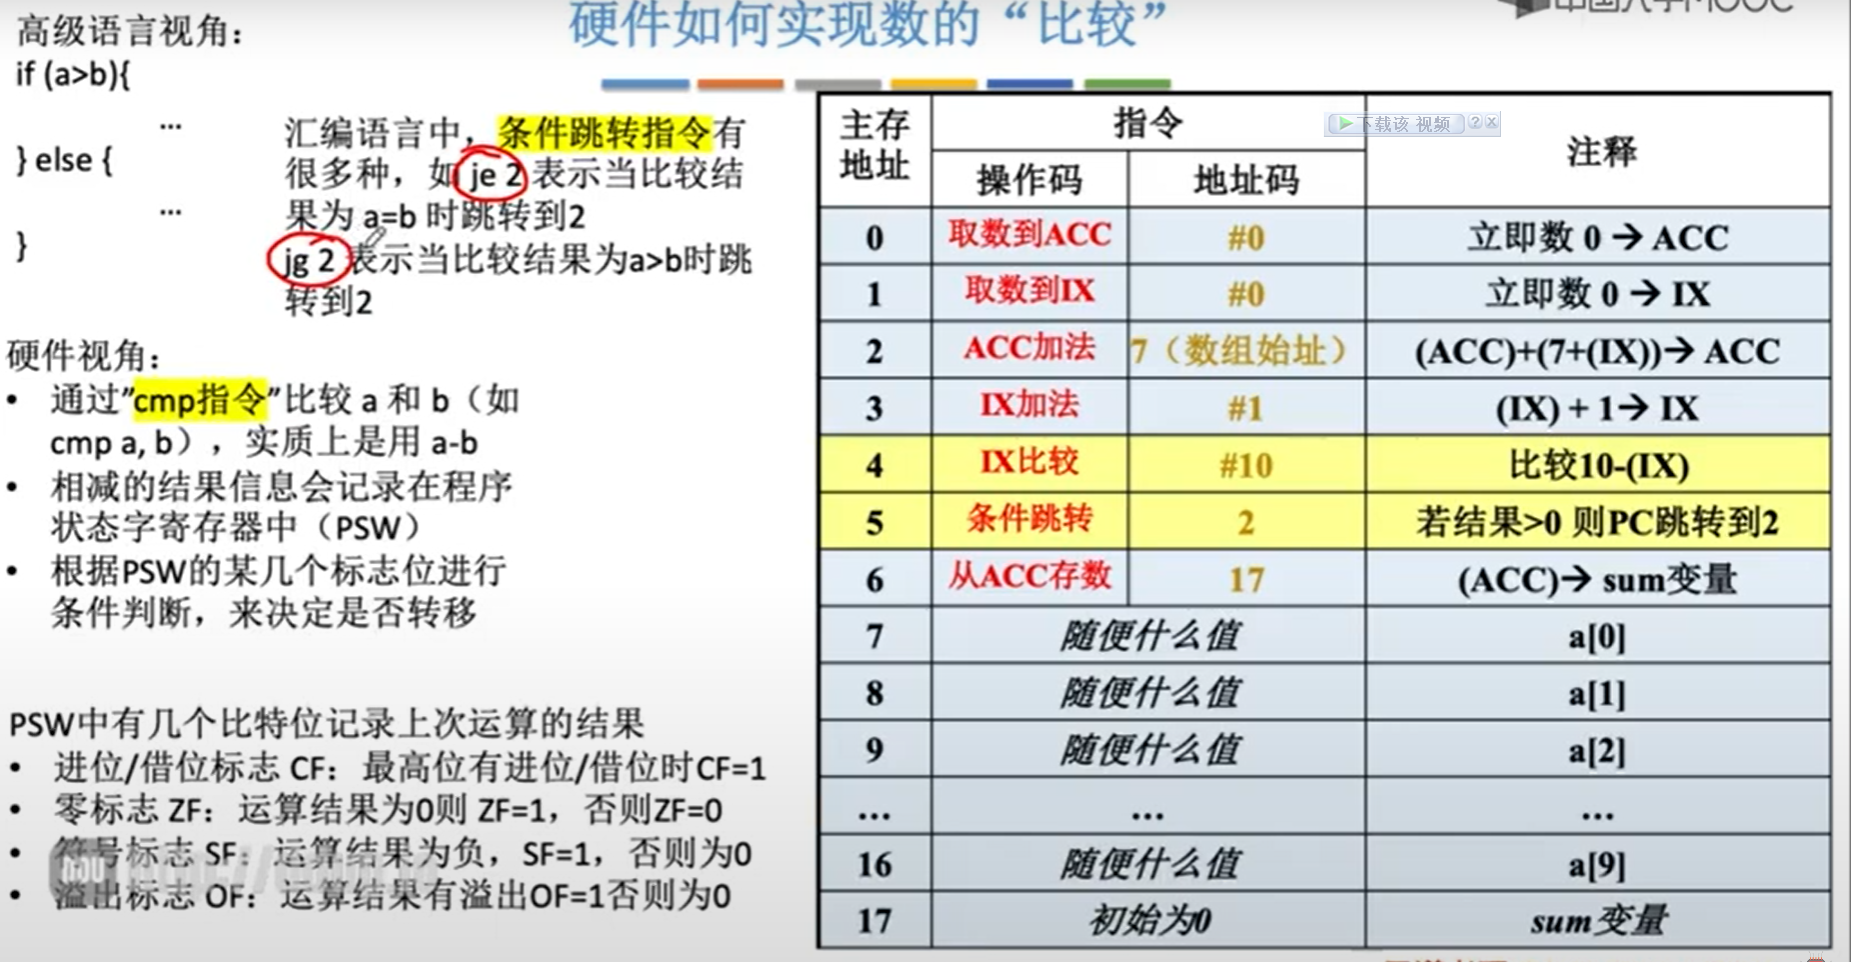 硬件如何实现数的“比较”
中国大学MOOC
高级语言视角：
if (a>b){
...
} else {
...
}
汇编语言中，条件跳转指令有
很多种，如 je 2 表示当比较结
果为 a=b 时跳转到2
jg 2 表示当比较结果为a>b时跳
转到2
硬件视角：
• 通过”cmp指令”比较 a 和 b（如
cmp a, b），实质上是用 a-b
• 相减的结果信息会记录在程序
状态字寄存器中（PSW）
• 根据PSW的某几个标志位进行
条件判断，来决定是否转移
PSW中有几个比特位记录上次运算的结果
• 进位/借位标志 CF：最高位有进位/借位时CF=1
• 零标志 ZF：运算结果为0则 ZF=1，否则ZF=0
• 符号标志 SF：运算结果为负，SF=1，否则为0
• 溢出标志 OF：运算结果有溢出OF=1否则为0
下载该 视频 ? x
主存地址 指令 注释
操作码 地址码
0 取数到ACC #0 立即数 0 → ACC
1 取数到IX #0 立即数 0 → IX
2 ACC加法 7（数组始址） (ACC)+(7+(IX))→ ACC
3 IX加法 #1 (IX) + 1→ IX
4 IX比较 #10 比较10-(IX)
5 条件跳转 2 若结果>0 则PC跳转到2
6 从ACC存数 17 (ACC)→ sum变量
7 随便什么值 a[0]
8 随便什么值 a[1]
9 随便什么值 a[2]
... ... ...
16 随便什么值 a[9]
17 初始为0 sum变量